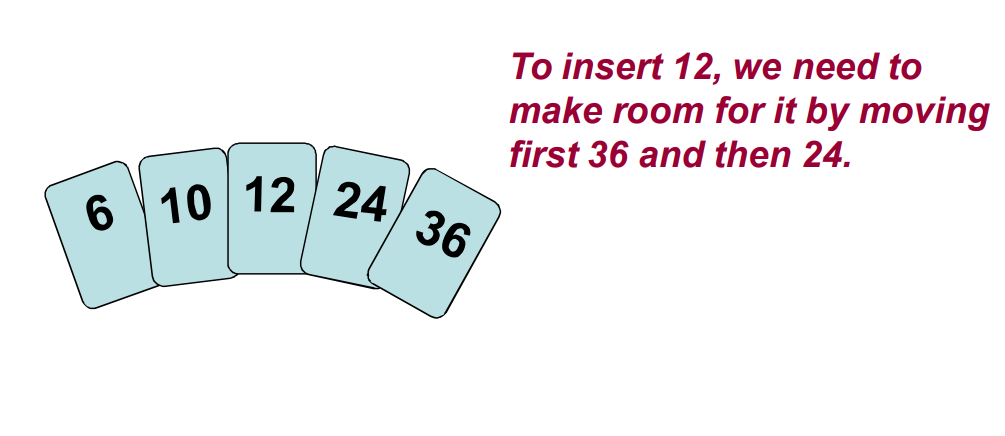 To insert 12, we need to
make room for it by moving
first 36 and then 24.
6 10 12 24 36